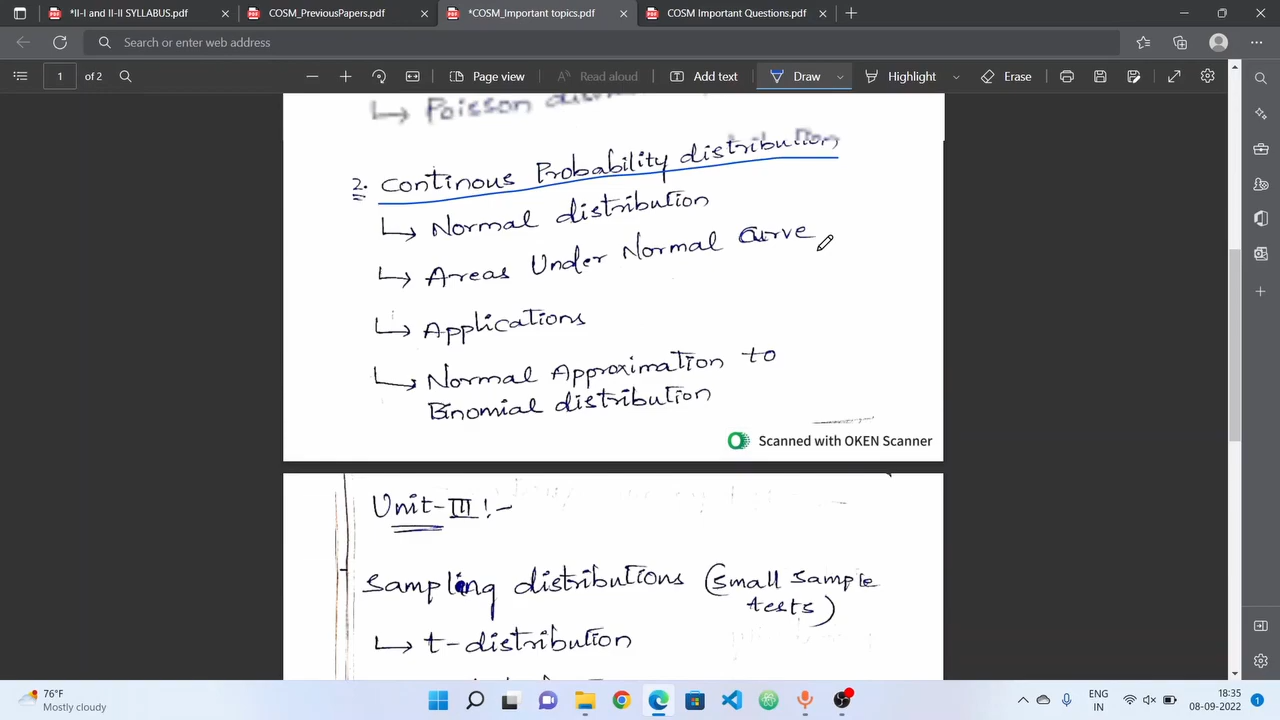 *II-I and II-II SYLLABUS.pdf
COSM_PreviousPapers.pdf
*COSM_Important topics.pdf
COSM Important Questions.pdf
Search or enter web address
1 of 2
Page view
Read aloud
Add text
Draw
Highlight
Erase
↳ Poisson
2. Continous Probability distribution
↳ Normal distribution
↳ Areas Under Normal Curve
↳ Applications
↳ Normal Approximation to
Binomial distribution
Scanned with OKEN Scanner
Unit-III :-
Sampling distributions (Small Sample
tests)
↳ t-distribution
76°F
Mostly cloudy
ENG
IN
18:35
08-09-2022
1